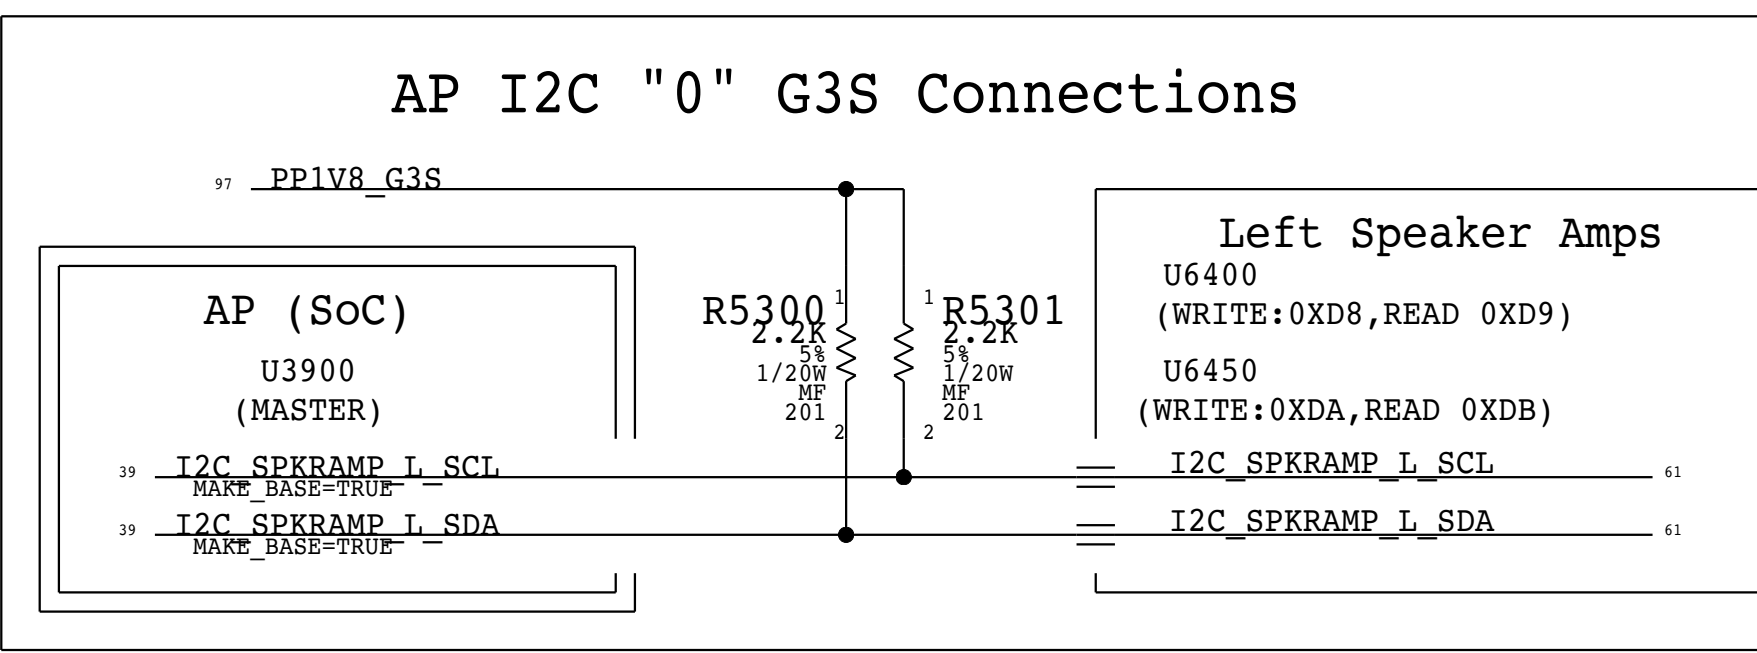 AP I2C "0" G3S Connections
97 PP1V8_G3S
Left Speaker Amps
U6400
(WRITE:0XD8,READ 0XD9)
U6450
(WRITE:0XDA,READ 0XDB)
AP (SoC)
U3900
(MASTER)
R5300 1
2.2K
5%
1/20W
MF
201
2
1 R5301
2.2K
5%
1/20W
MF
201
2
39 I2C_SPKRAMP_L_SCL
MAKE_BASE=TRUE
I2C_SPKRAMP_L_SCL 61
39 I2C_SPKRAMP_L_SDA
MAKE_BASE=TRUE
I2C_SPKRAMP_L_SDA 61